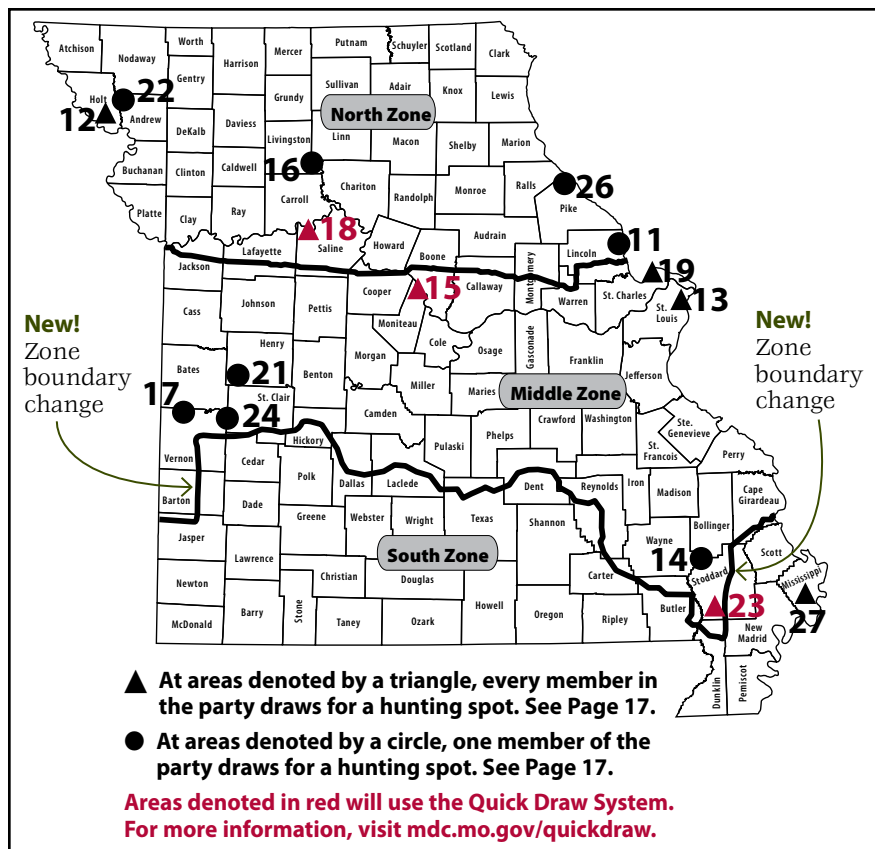 Atchison
Nodaway
Worth
Gentry
Harrison
Mercer
Putnam
Schuyler
Scotland
Clark
Holt
12
22
Andrew
DeKalb
Daviess
Grundy
Sullivan
Adair
Knox
Lewis
North Zone
Livingston
Linn
Macon
Shelby
Marion
16
Buchanan
Clinton
Caldwell
Carroll
Chariton
Randolph
Monroe
Ralls
26
Pike
Platte
Clay
Ray
18
Saline
Howard
Boone
Audrain
Lincoln
11
Jackson
Lafayette
Cooper
15
Callaway
Montgomery
Warren
St. Charles
19
St.
Louis
13
Cass
Johnson
Pettis
Moniteau
Cole
Osage
Gasconade
Franklin
Jefferson
New!
Zone
boundary
change
New!
Zone
boundary
change
Henry
Bates
21
17
24
St. Clair
Benton
Morgan
Miller
Maries
Middle Zone
Camden
Crawford
Washington
Ste.
Genevieve
St.
Francois
Perry
Vernon
Hickory
Pulaski
Phelps
Cedar
Polk
Dallas
Laclede
Dent
Reynolds
Iron
Madison
Cape
Girardeau
Barton
Dade
Greene
Webster
Wright
Texas
Shannon
Wayne
Bollinger
Jasper
South Zone
14
Stoddard
Scott
Mississippi
Lawrence
Christian
Douglas
Carter
Newton
Howell
Butler
23
27
McDonald
Barry
Stone
Taney
Ozark
Oregon
Ripley
New
Madrid
Dunklin
Pemiscot
At areas denoted by a triangle, every member in
the party draws for a hunting spot. See Page 17.
At areas denoted by a circle, one member of the
party draws for a hunting spot. See Page 17.
Areas denoted in red will use the Quick Draw System.
For more information, visit mdc.mo.gov/quickdraw.